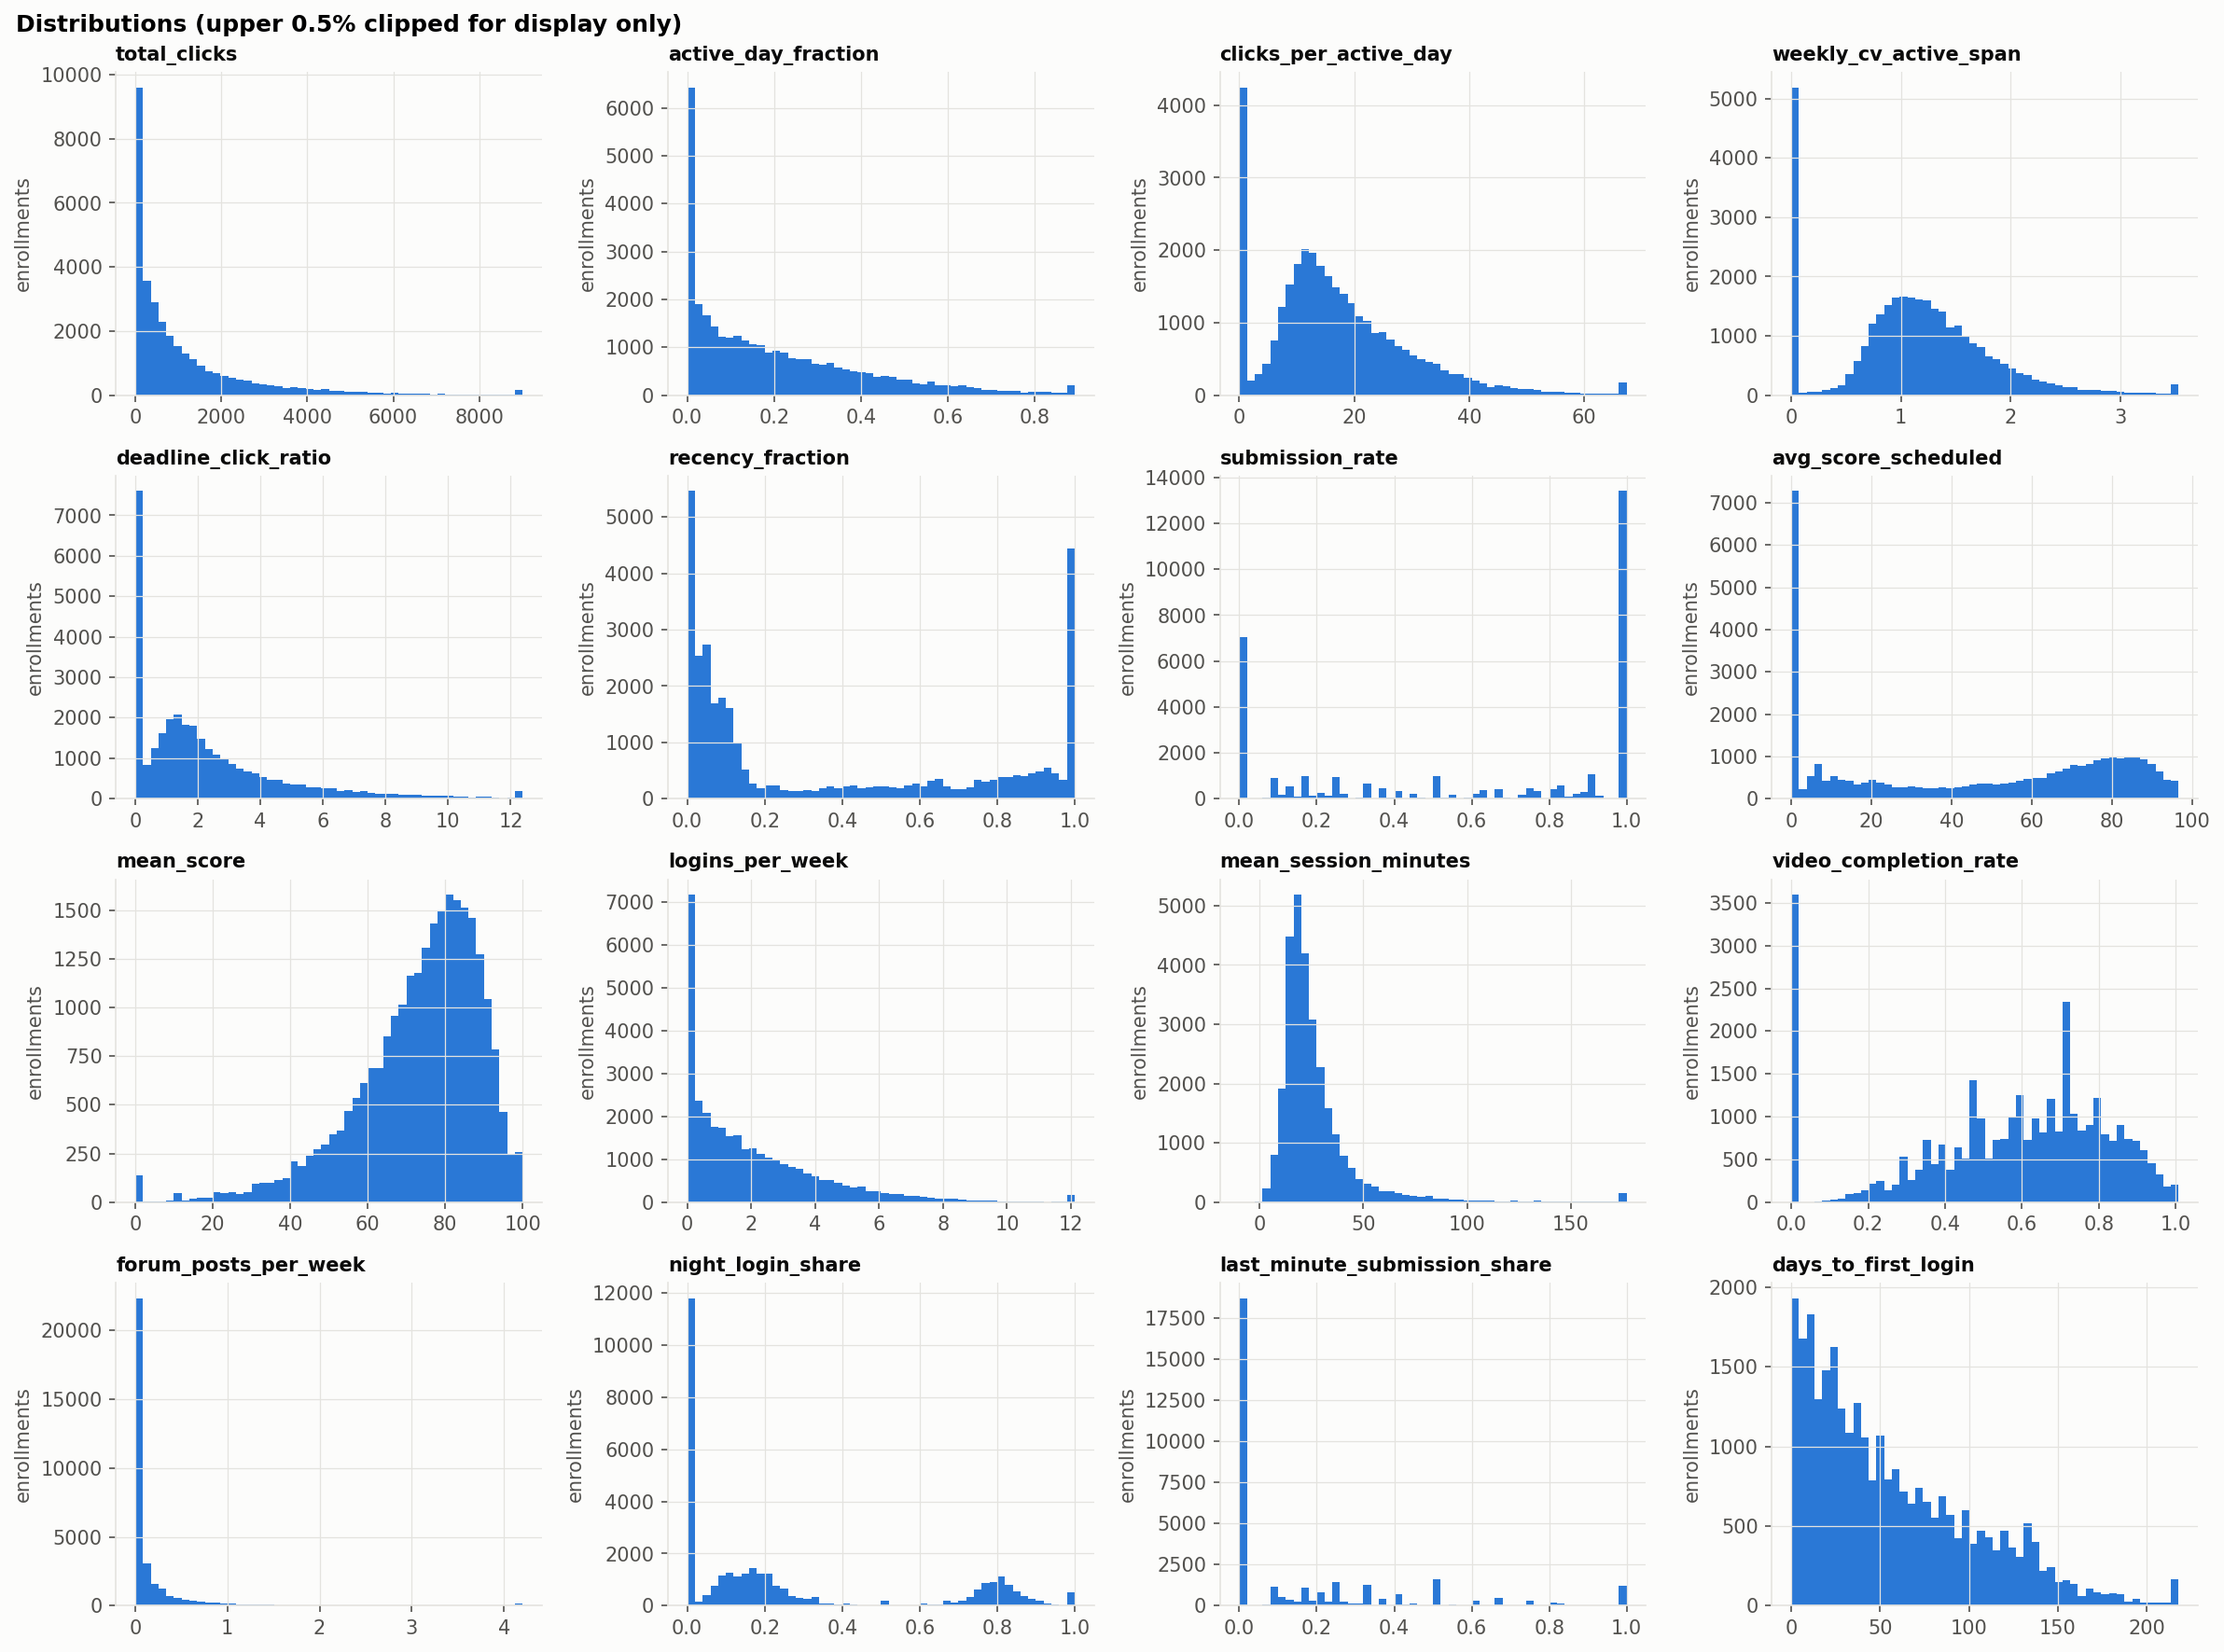 Distributions (upper 0.5% clipped for display only)
total_clicks
active_day_fraction
clicks_per_active_day
weekly_cv_active_span
10000
8000
6000
4000
2000
0
enrollments
0 2000 4000 6000 8000
6000
5000
4000
3000
2000
1000
0
enrollments
0.0 0.2 0.4 0.6 0.8
4000
3000
2000
1000
0
enrollments
0 20 40 60
5000
4000
3000
2000
1000
0
enrollments
0 1 2 3
deadline_click_ratio
recency_fraction
submission_rate
avg_score_scheduled
7000
6000
5000
4000
3000
2000
1000
0
enrollments
0 2 4 6 8 10 12
5000
4000
3000
2000
1000
0
enrollments
0.0 0.2 0.4 0.6 0.8 1.0
14000
12000
10000
8000
6000
4000
2000
0
enrollments
0.0 0.2 0.4 0.6 0.8 1.0
7000
6000
5000
4000
3000
2000
1000
0
enrollments
0 20 40 60 80 100
mean_score
logins_per_week
mean_session_minutes
video_completion_rate
1500
1250
1000
750
500
250
0
enrollments
0 20 40 60 80 100
7000
6000
5000
4000
3000
2000
1000
0
enrollments
0 2 4 6 8 10 12
5000
4000
3000
2000
1000
0
enrollments
0 50 100 150
3500
3000
2500
2000
1500
1000
500
0
enrollments
0.0 0.2 0.4 0.6 0.8 1.0
forum_posts_per_week
night_login_share
last_minute_submission_share
days_to_first_login
20000
15000
10000
5000
0
enrollments
0 1 2 3 4
12000
10000
8000
6000
4000
2000
0
enrollments
0.0 0.2 0.4 0.6 0.8 1.0
17500
15000
12500
10000
7500
5000
2500
0
enrollments
0.0 0.2 0.4 0.6 0.8 1.0
2000
1500
1000
500
0
enrollments
0 50 100 150 200